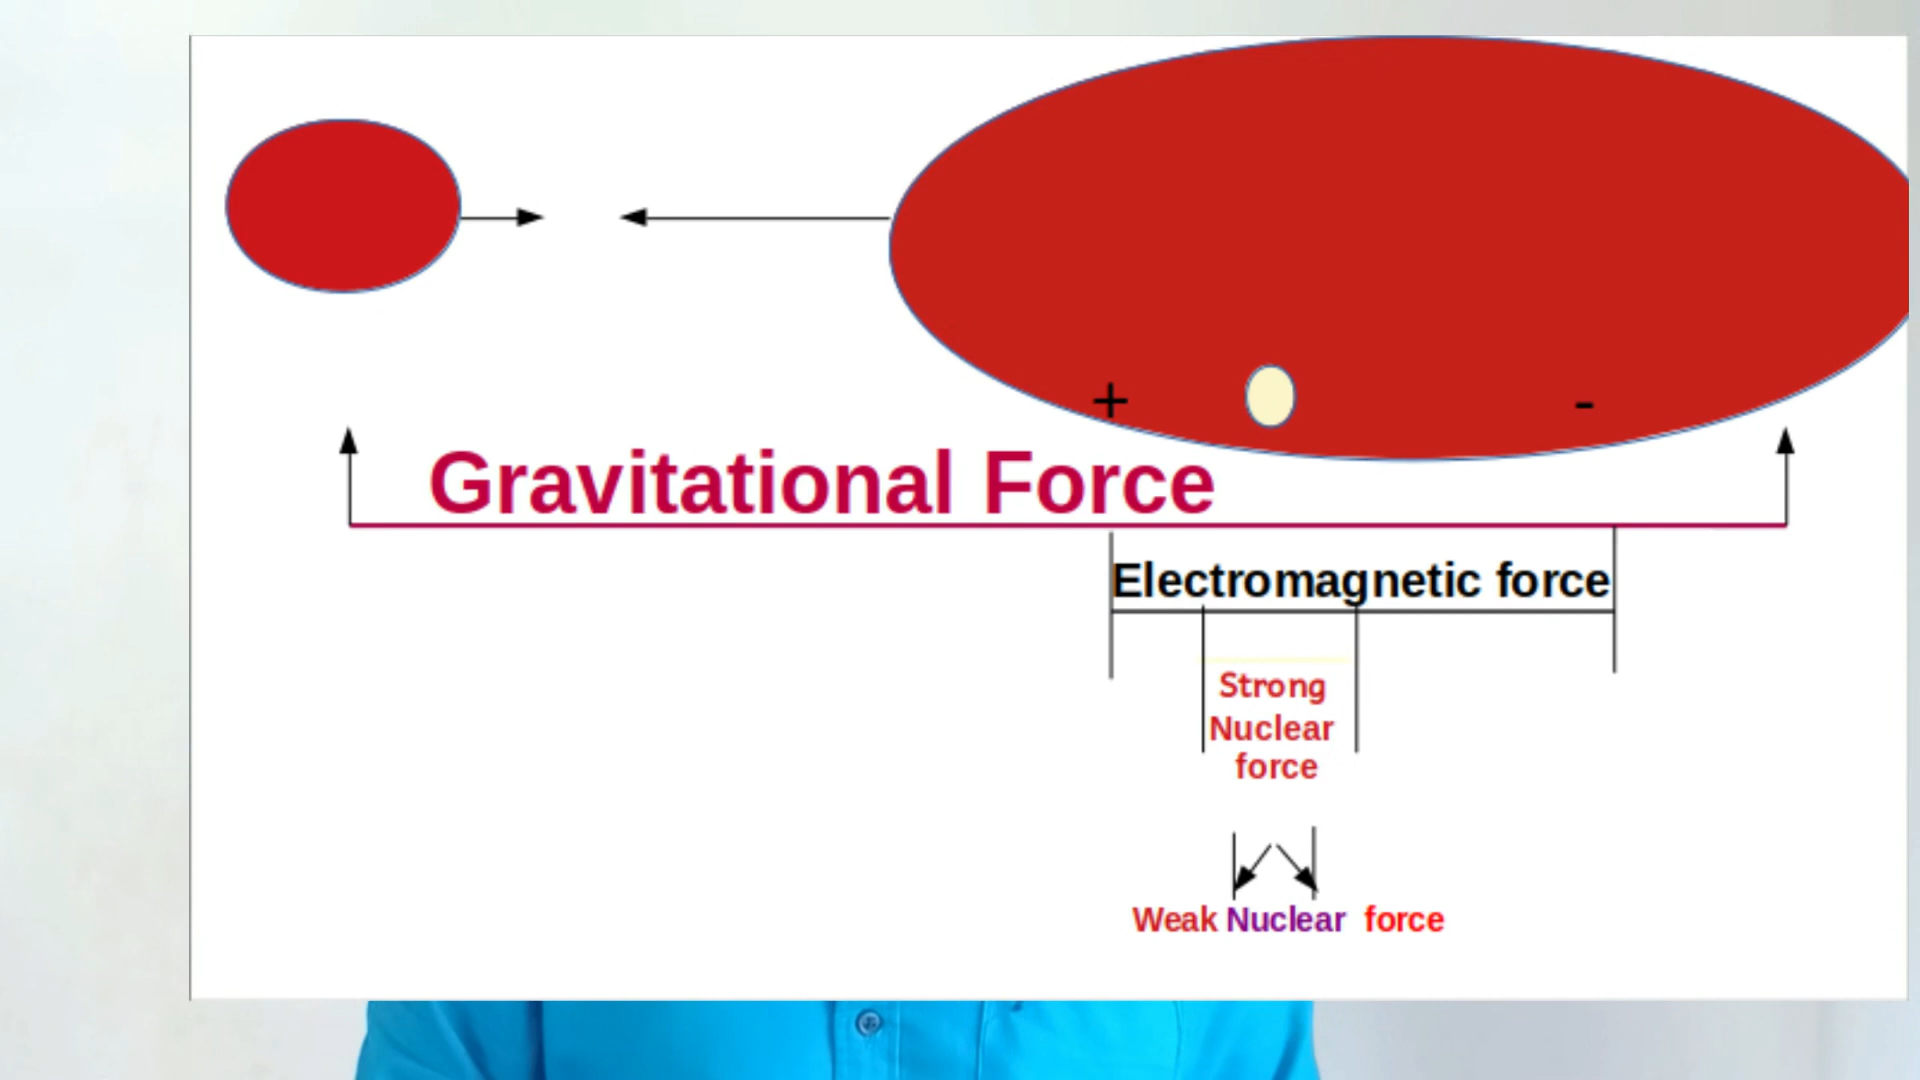 + -
Gravitational Force
Electromagnetic force
Strong
Nuclear
force
Weak Nuclear force